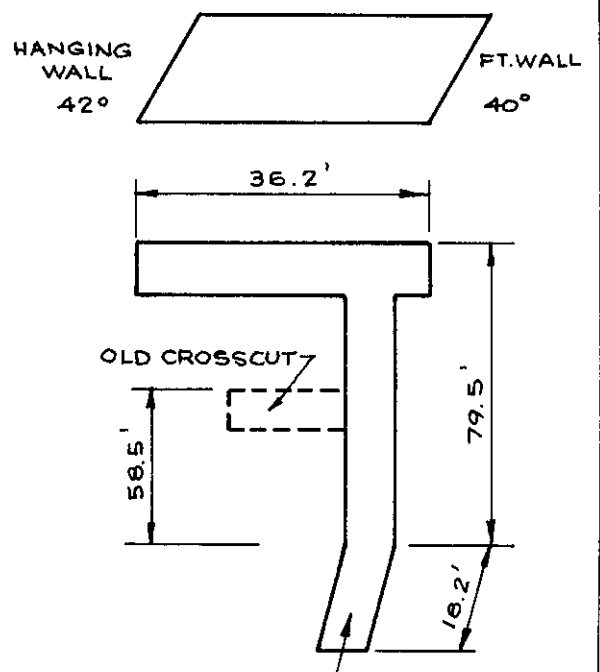 HANGING
WALL
42°
FT. WALL
40°
36.2'
OLD CROSSCUT
58.5'
79.5'
18.2'